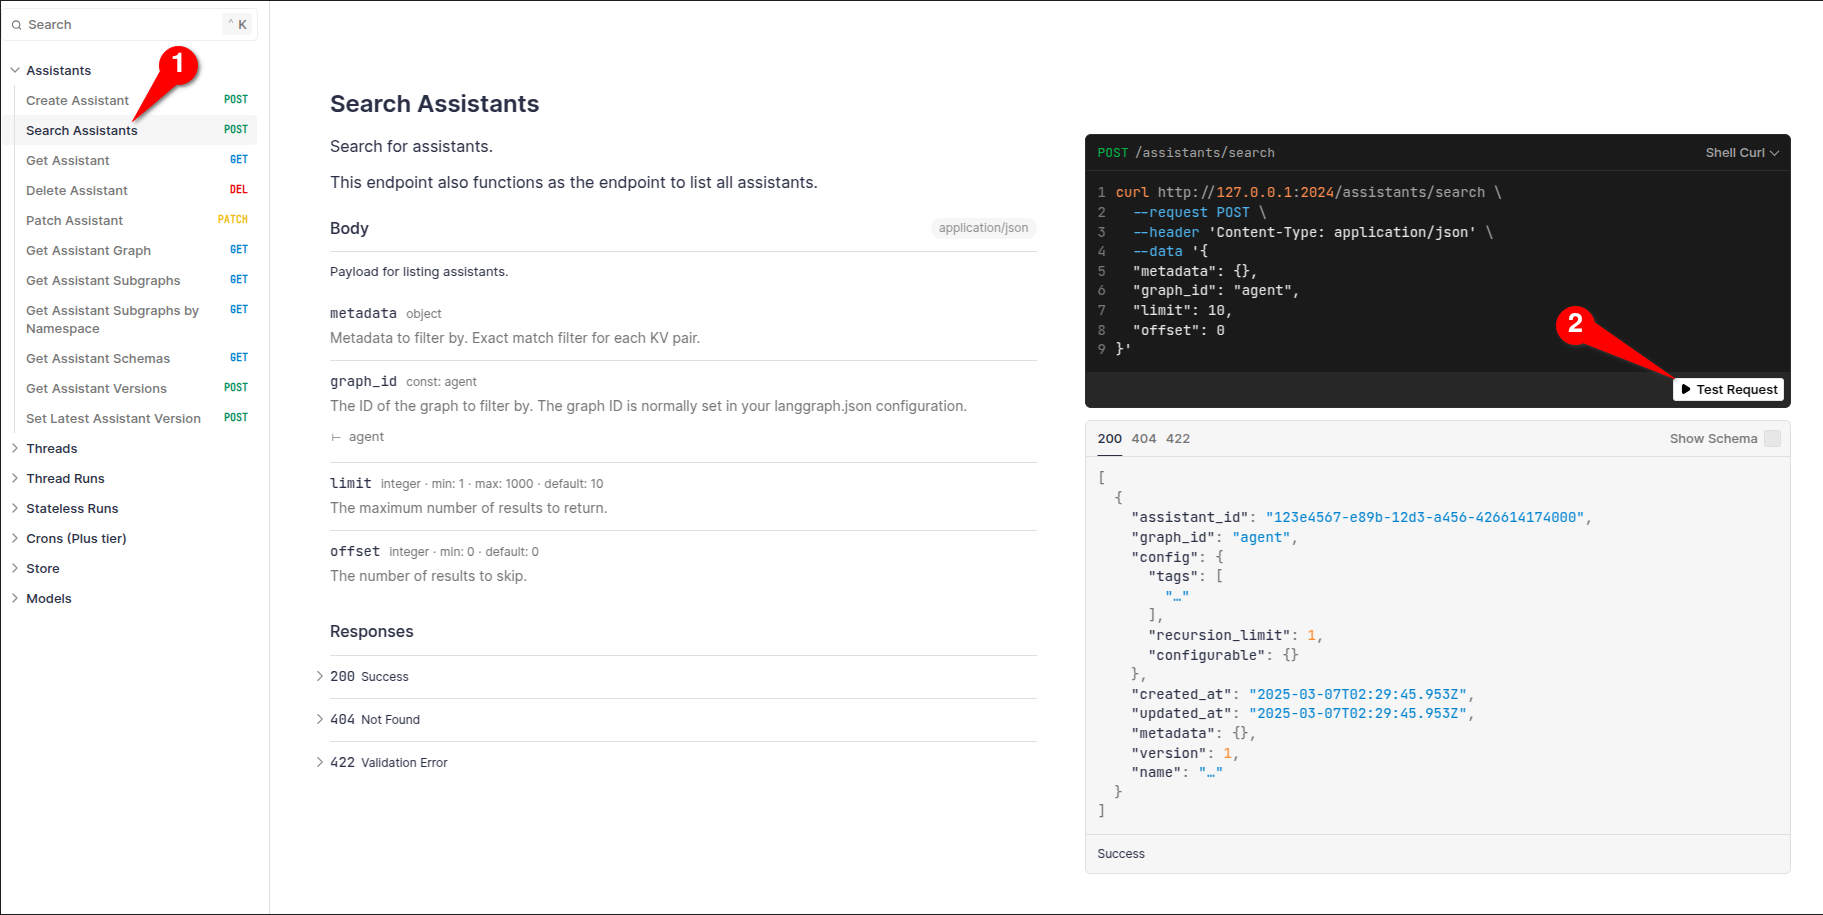 Search
^ K
Assistants
Create Assistant POST
Search Assistants POST
Get Assistant GET
Delete Assistant DEL
Patch Assistant PATCH
Get Assistant Graph GET
Get Assistant Subgraphs GET
Get Assistant Subgraphs by GET
Namespace
Get Assistant Schemas GET
Get Assistant Versions POST
Set Latest Assistant Version POST
Threads
Thread Runs
Stateless Runs
Crons (Plus tier)
Store
Models
1
Search Assistants
Search for assistants.
This endpoint also functions as the endpoint to list all assistants.
Body application/json
Payload for listing assistants.
metadata object
Metadata to filter by. Exact match filter for each KV pair.
graph_id const: agent
The ID of the graph to filter by. The graph ID is normally set in your langgraph.json configuration.
agent
limit integer · min: 1 · max: 1000 · default: 10
The maximum number of results to return.
offset integer · min: 0 · default: 0
The number of results to skip.
Responses
200 Success
404 Not Found
422 Validation Error
POST /assistants/search Shell Curl
1 curl http://127.0.0.1:2024/assistants/search \
2 --request POST \
3 --header 'Content-Type: application/json' \
4 --data '{
5 "metadata": {},
6 "graph_id": "agent",
7 "limit": 10,
8 "offset": 0
9 }'
2
Test Request
200 404 422 Show Schema
[
{
"assistant_id": "123e4567-e89b-12d3-a456-426614174000",
"graph_id": "agent",
"config": {
"tags": [
"…"
],
"recursion_limit": 1,
"configurable": {}
},
"created_at": "2025-03-07T02:29:45.953Z",
"updated_at": "2025-03-07T02:29:45.953Z",
"metadata": {},
"version": 1,
"name": "…"
}
]
Success